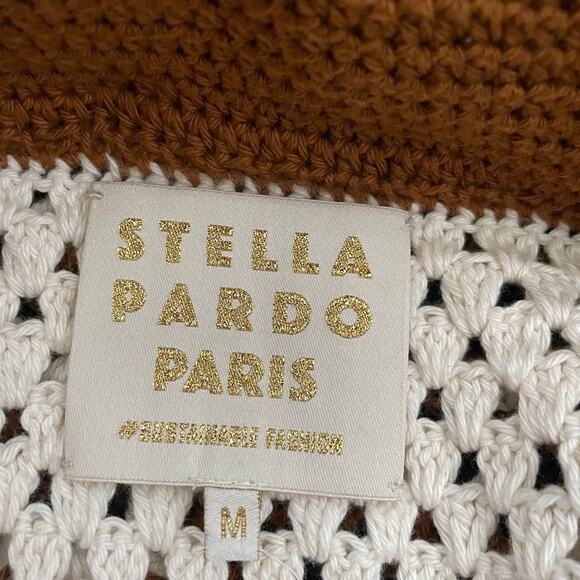 STELLA
PARDO
PARIS
#SUSTAINABLE FASHION
M